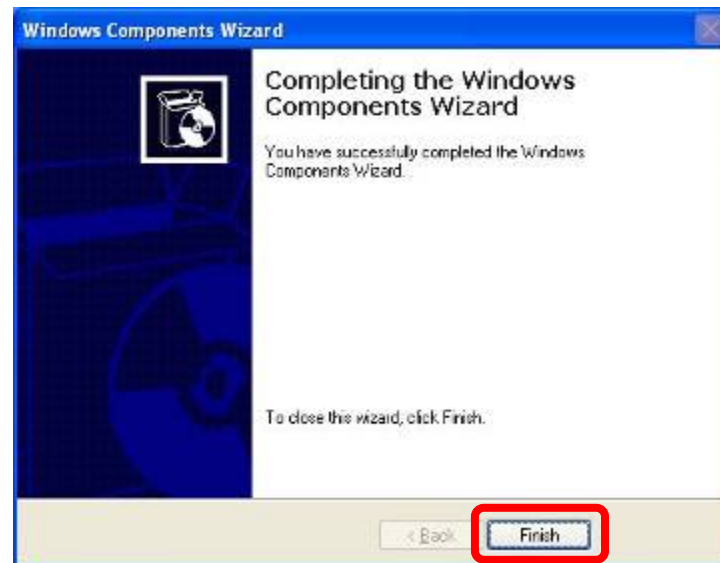 Windows Components Wizard
Completing the Windows
Components Wizard
You have successfully completed the Windows
Components Wizard.
To close this wizard, click Finish.
< Back
Finish